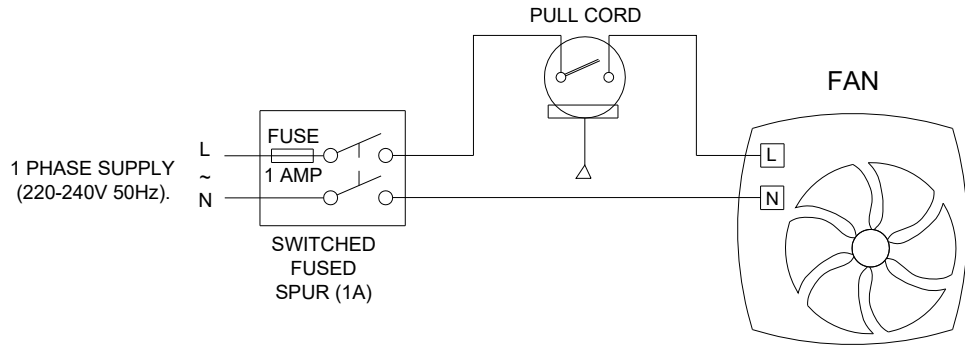 PULL CORD
FAN
FUSE
1 AMP
1 PHASE SUPPLY
(220-240V 50Hz).
L
~
N
L
N
SWITCHED
FUSED
SPUR (1A)